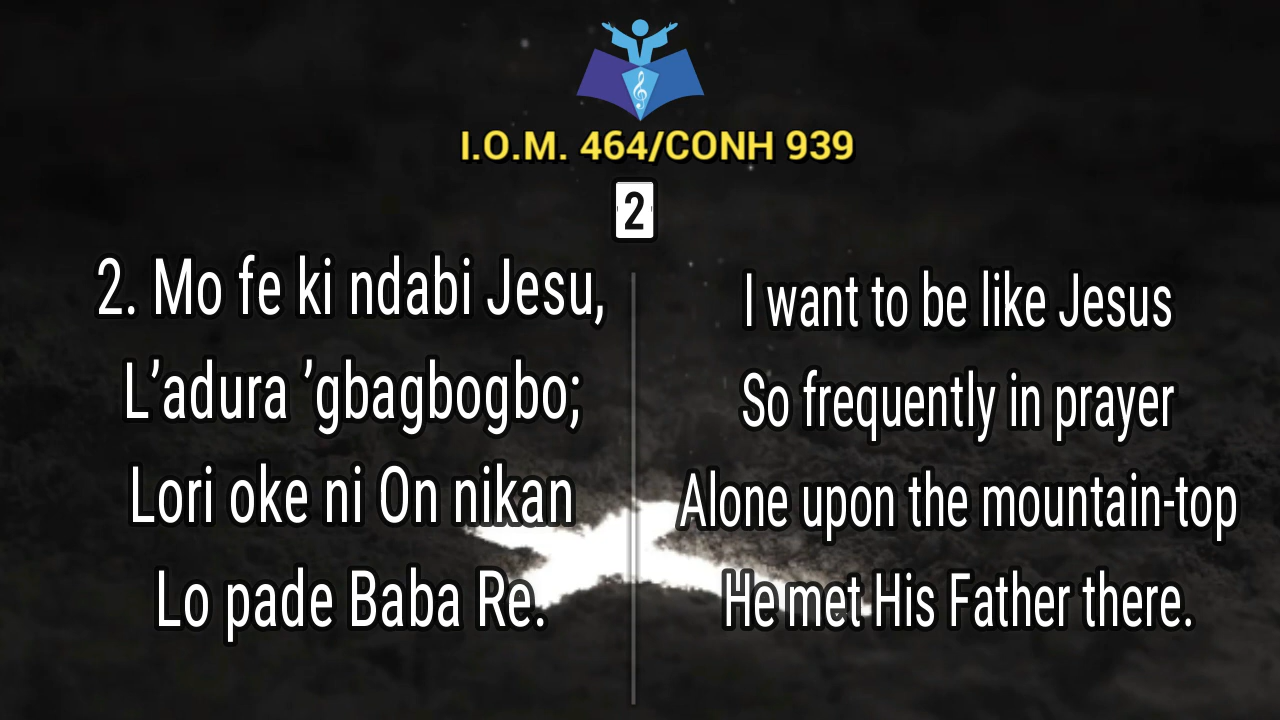 I.O.M. 464/CONH 939
2
2. Mo fe ki ndabi Jesu,
L’adura ’gbagbogbo;
Lori oke ni On nikan
Lo pade Baba Re.
I want to be like Jesus
So frequently in prayer
Alone upon the mountain-top
He met His Father there.